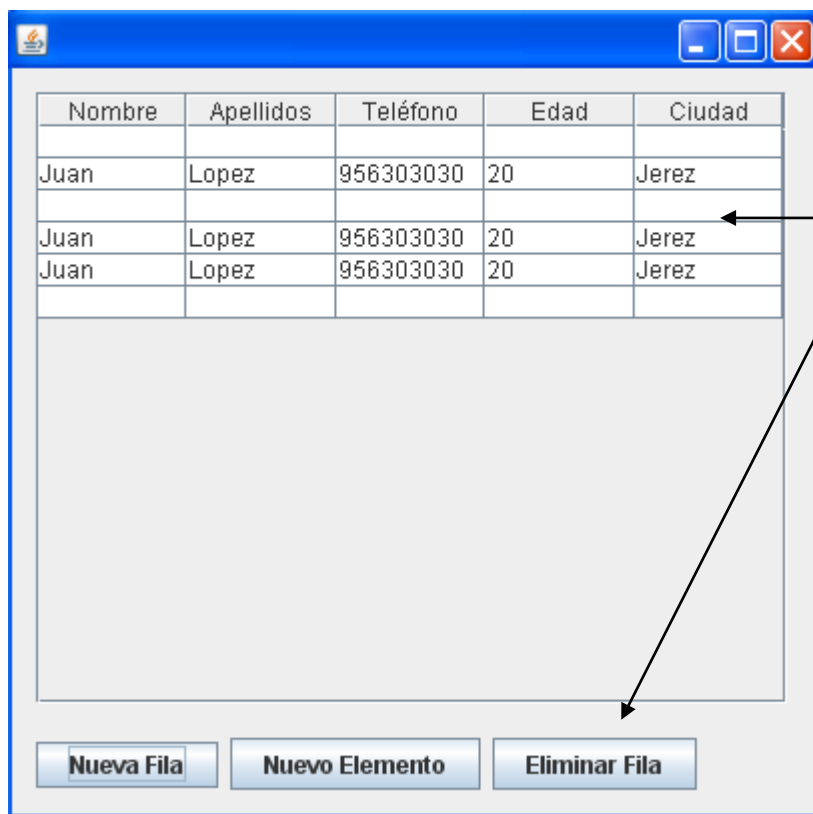 Nombre Apellidos Teléfono Edad Ciudad
Juan Lopez 956303030 20 Jerez
Juan Lopez 956303030 20 Jerez
Juan Lopez 956303030 20 Jerez
Nueva Fila Nuevo Elemento Eliminar Fila